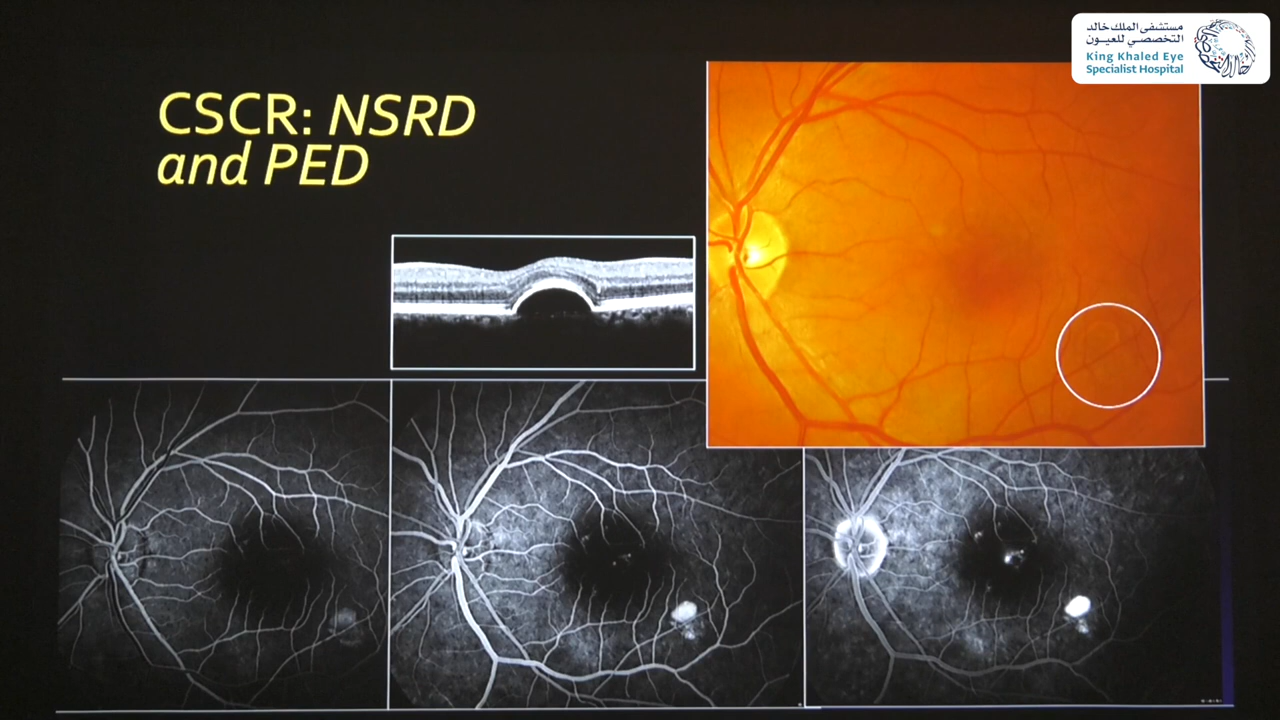 مستشفى الملك خالد
التخصصي للعيون
King Khaled Eye
Specialist Hospital
CSCR: NSRD
and PED